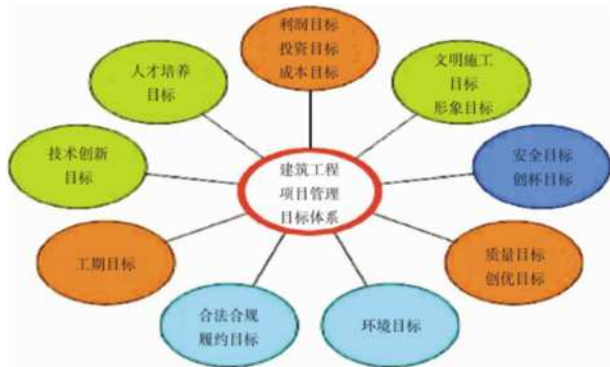 利润目标
投资目标
成本目标
文明施工
目标
形象目标
安全目标
创杯目标
质量目标
创优目标
环境目标
合法合规
履约目标
工期目标
技术创新
目标
人才培养
目标
建筑工程
项目管理
目标体系